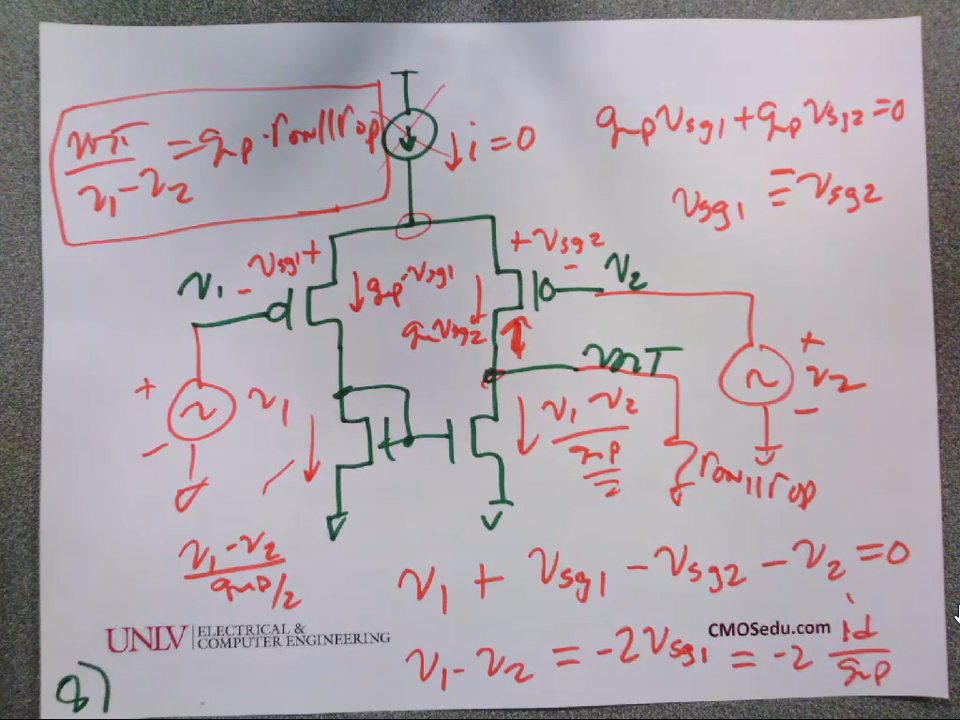 vout / v1 - v2 = gmp · ron || rop
i = 0
gmp vsg1 + gmp vsg2 = 0
vsg1 = vsg2
- vsg1 +
+ vsg2 -
v1
v2
gmp · vsg1
gm vsg2
vout
+
v1
-
+
v2
-
v1 - v2 / gmp
ron || rop
v1 - v2 / gmp/2
v1 + vsg1 - vsg2 - v2 = 0
UNLV | ELECTRICAL &
COMPUTER ENGINEERING
CMOSedu.com
v1 - v2 = -2vsg1 = -2 id / gmp
8)